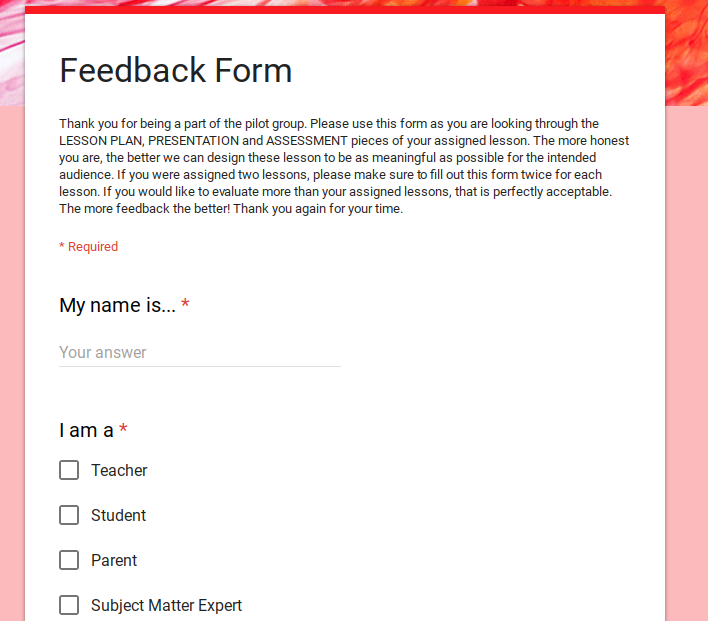 Feedback Form
Thank you for being a part of the pilot group. Please use this form as you are looking through the
LESSON PLAN, PRESENTATION and ASSESSMENT pieces of your assigned lesson. The more honest
you are, the better we can design these lesson to be as meaningful as possible for the intended
audience. If you were assigned two lessons, please make sure to fill out this form twice for each
lesson. If you would like to evaluate more than your assigned lessons, that is perfectly acceptable.
The more feedback the better! Thank you again for your time.
* Required
My name is... *
Your answer
I am a *
Teacher
Student
Parent
Subject Matter Expert